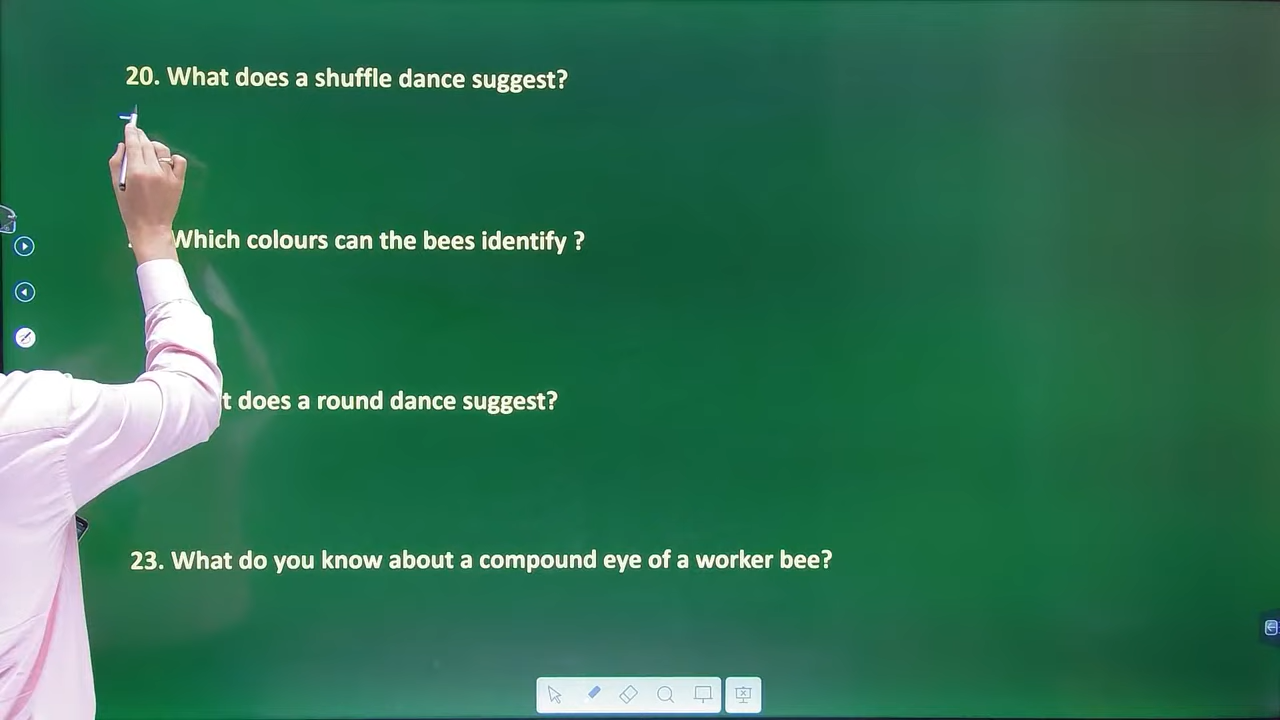 20. What does a shuffle dance suggest?
Which colours can the bees identify ?
does a round dance suggest?
23. What do you know about a compound eye of a worker bee?